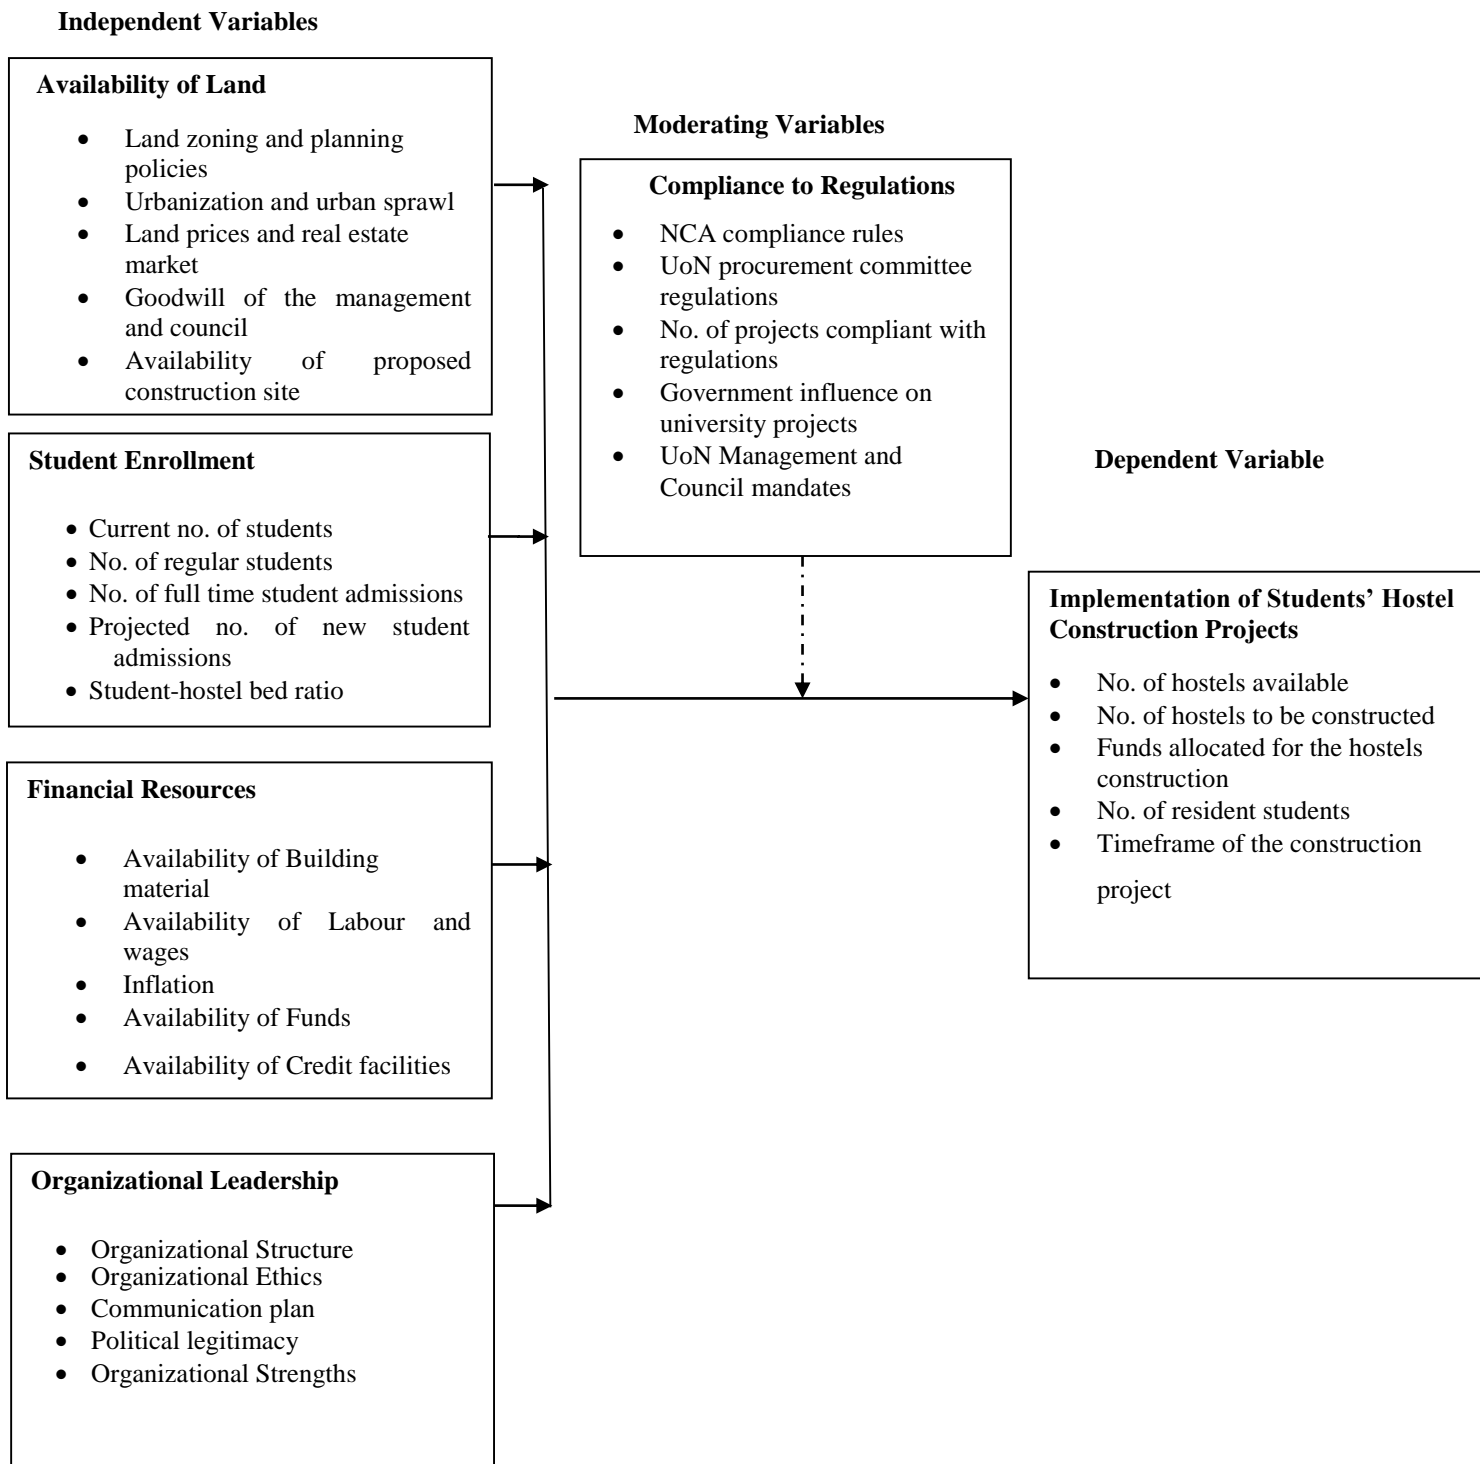 Independent Variables
Availability of Land
• Land zoning and planning
policies
• Urbanization and urban sprawl
• Land prices and real estate
market
• Goodwill of the management
and council
• Availability of proposed
construction site
Student Enrollment
• Current no. of students
• No. of regular students
• No. of full time student admissions
• Projected no. of new student
admissions
• Student-hostel bed ratio
Financial Resources
• Availability of Building
material
• Availability of Labour and
wages
• Inflation
• Availability of Funds
• Availability of Credit facilities
Organizational Leadership
• Organizational Structure
• Organizational Ethics
• Communication plan
• Political legitimacy
• Organizational Strengths
Moderating Variables
Compliance to Regulations
• NCA compliance rules
• UoN procurement committee
regulations
• No. of projects compliant with
regulations
• Government influence on
university projects
• UoN Management and
Council mandates
Dependent Variable
Implementation of Students’ Hostel
Construction Projects
• No. of hostels available
• No. of hostels to be constructed
• Funds allocated for the hostels
construction
• No. of resident students
• Timeframe of the construction
project